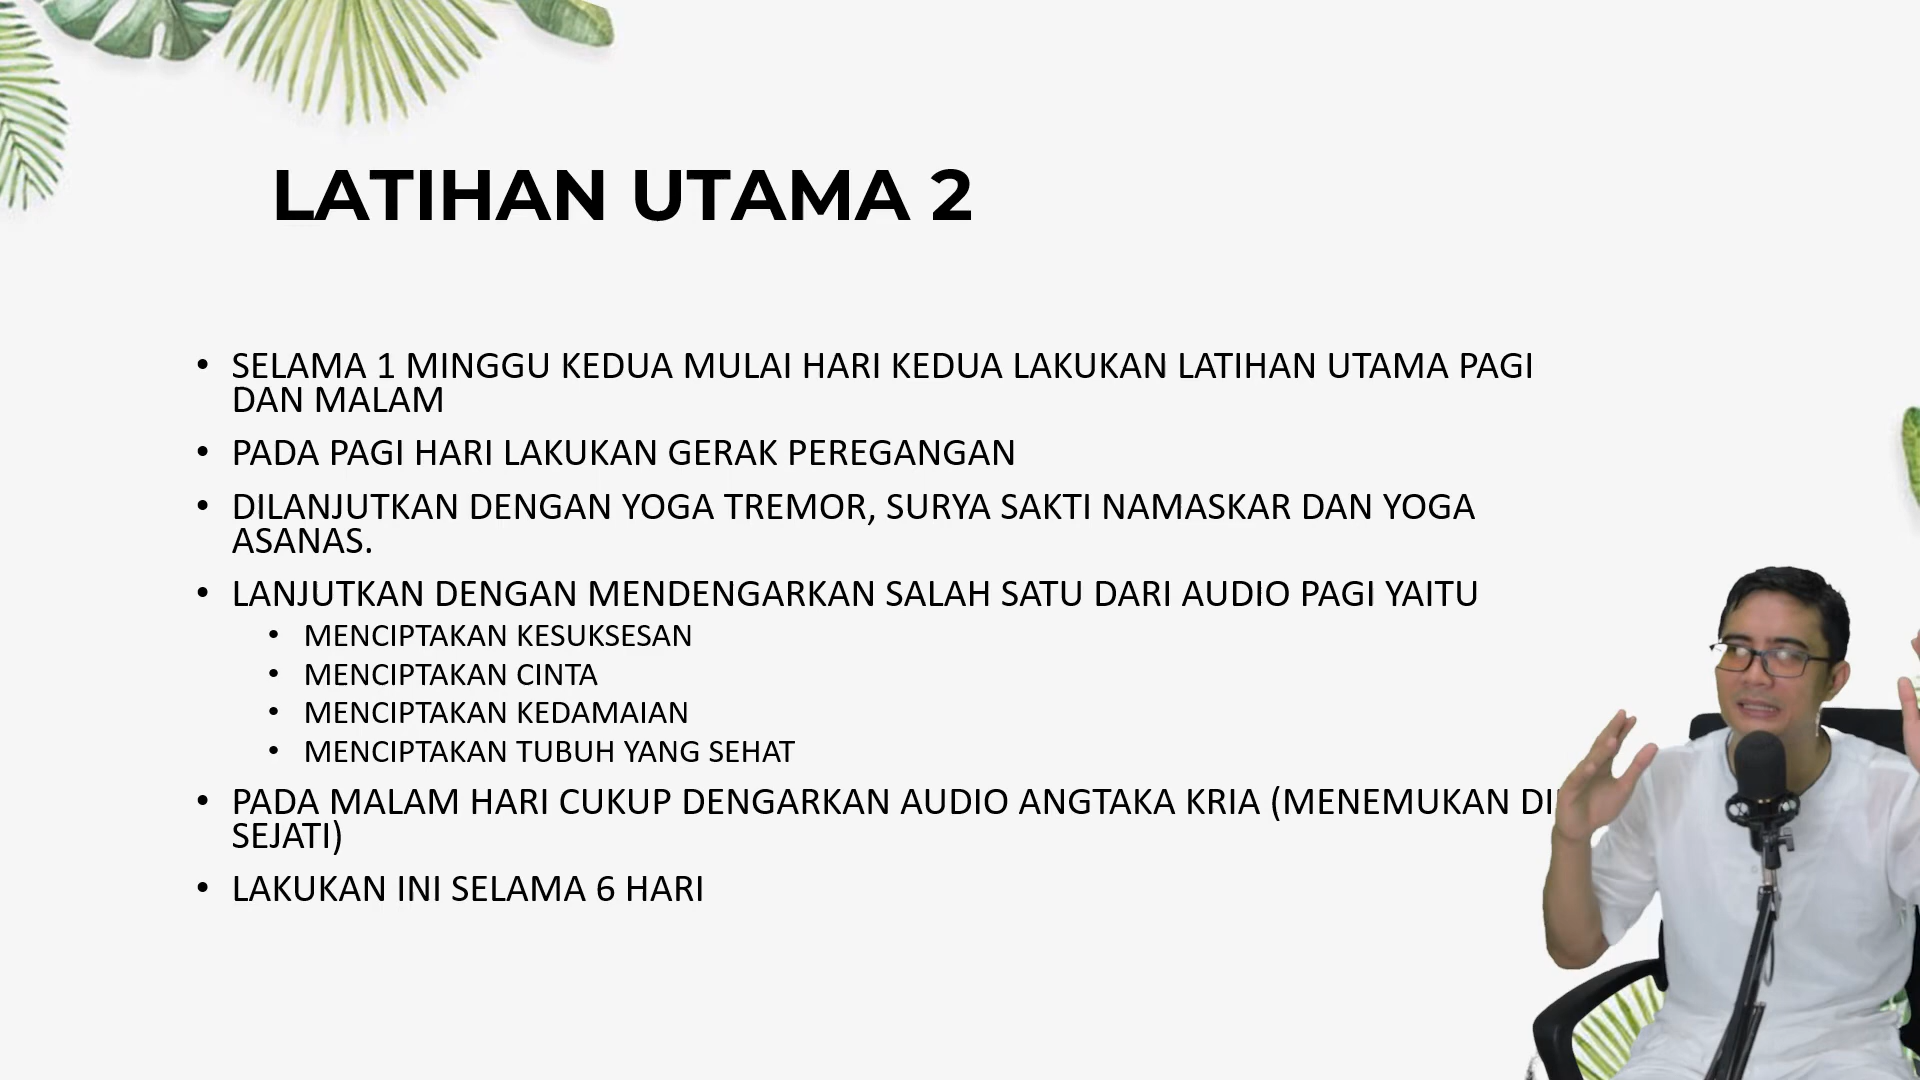 LATIHAN UTAMA 2
• SELAMA 1 MINGGU KEDUA MULAI HARI KEDUA LAKUKAN LATIHAN UTAMA PAGI
DAN MALAM
• PADA PAGI HARI LAKUKAN GERAK PEREGANGAN
• DILANJUTKAN DENGAN YOGA TREMOR, SURYA SAKTI NAMASKAR DAN YOGA
ASANAS.
• LANJUTKAN DENGAN MENDENGARKAN SALAH SATU DARI AUDIO PAGI YAITU
• MENCIPTAKAN KESUKSESAN
• MENCIPTAKAN CINTA
• MENCIPTAKAN KEDAMAIAN
• MENCIPTAKAN TUBUH YANG SEHAT
• PADA MALAM HARI CUKUP DENGARKAN AUDIO ANGTAKA KRIA (MENEMUKAN
SEJATI)
• LAKUKAN INI SELAMA 6 HARI